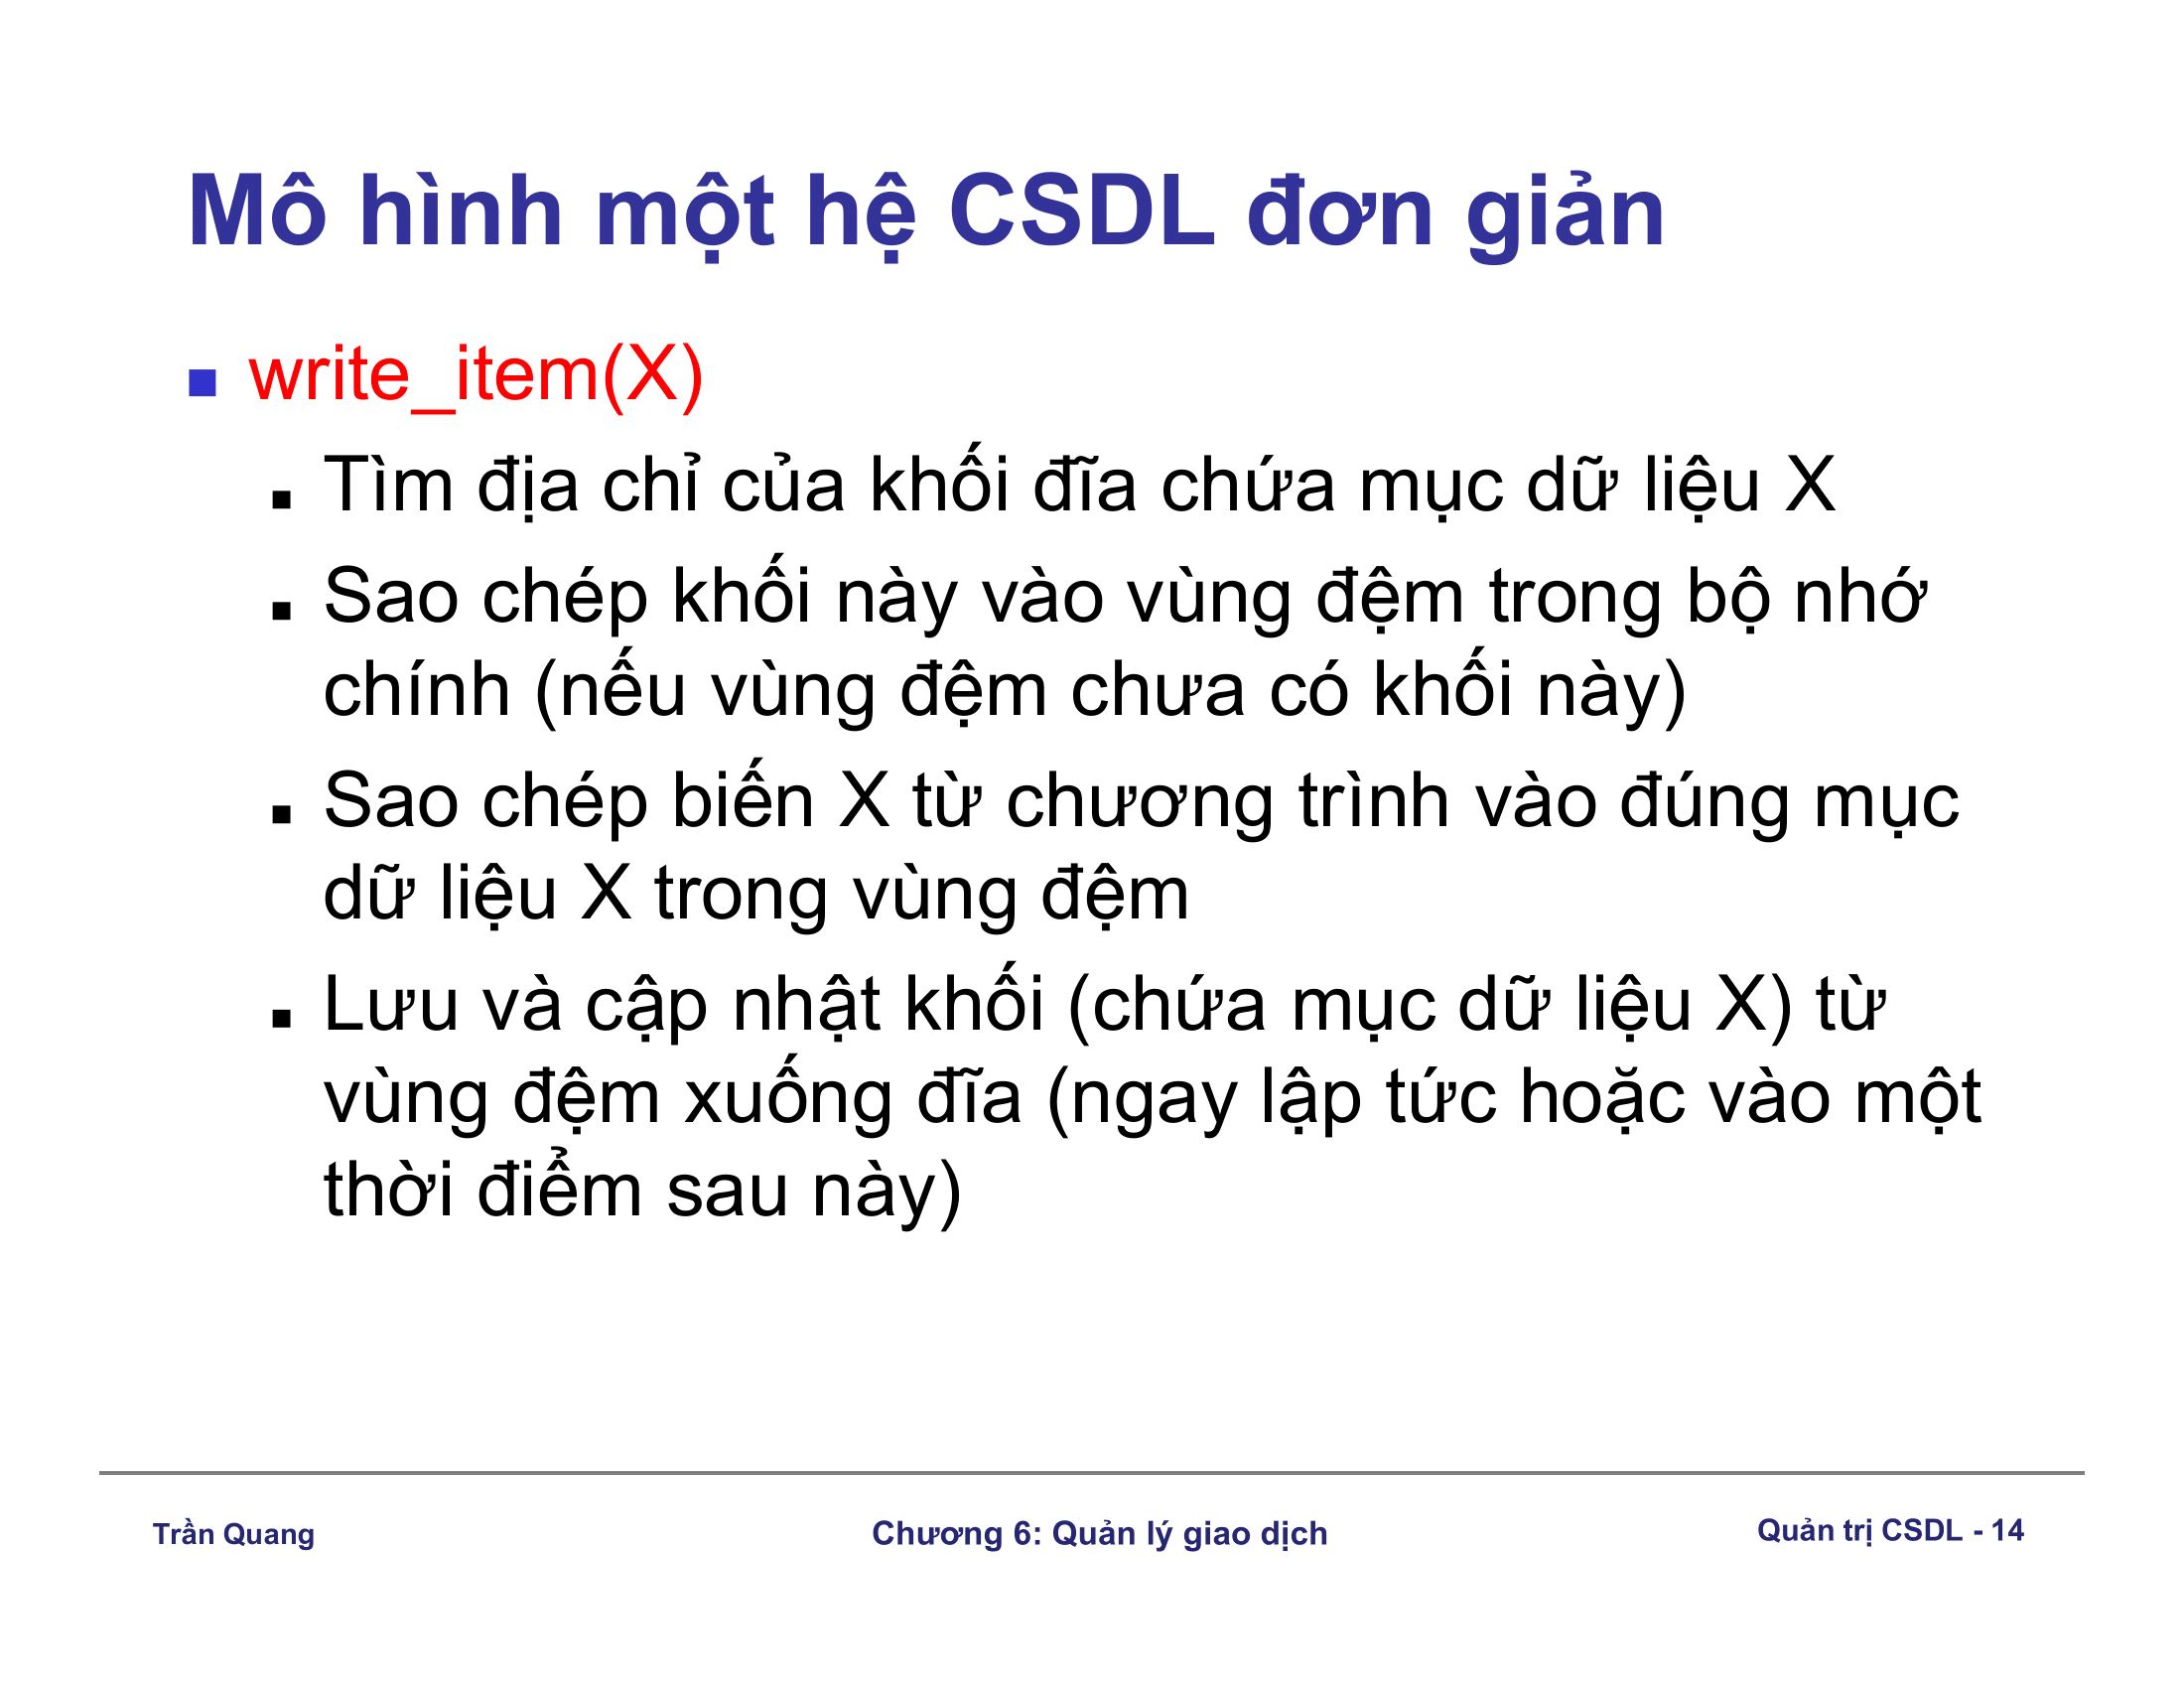 Mô hình một hệ CSDL đơn giản
write_item(X)
Tìm địa chỉ của khối đĩa chứa mục dữ liệu X
Sao chép khối này vào vùng đệm trong bộ nhớ
chính (nếu vùng đệm chưa có khối này)
Sao chép biến X từ chương trình vào đúng mục
dữ liệu X trong vùng đệm
Lưu và cập nhật khối (chứa mục dữ liệu X) từ
vùng đệm xuống đĩa (ngay lập tức hoặc vào một
thời điểm sau này)
Trần Quang
Chương 6: Quản lý giao dịch
Quản trị CSDL - 14